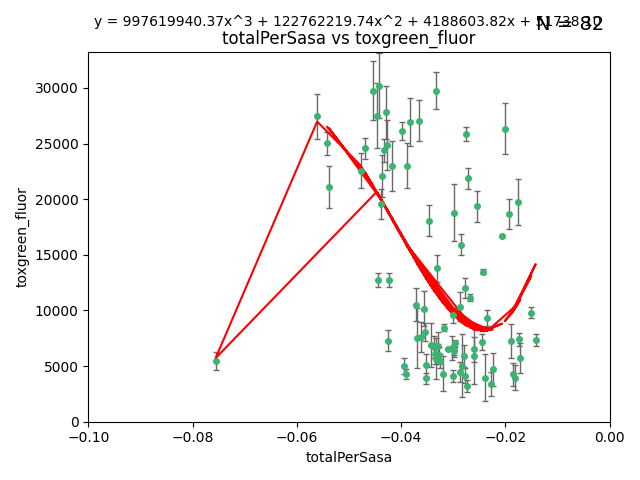 y = 997619940.37x^3 + 122762219.74x^2 + 4188603.82x +
N = 82
totalPerSasa vs toxgreen_fluor
30000
25000
20000
15000
10000
5000
0
toxgreen_fluor
−0.10 −0.08 −0.06 −0.04 −0.02 0.00
totalPerSasa